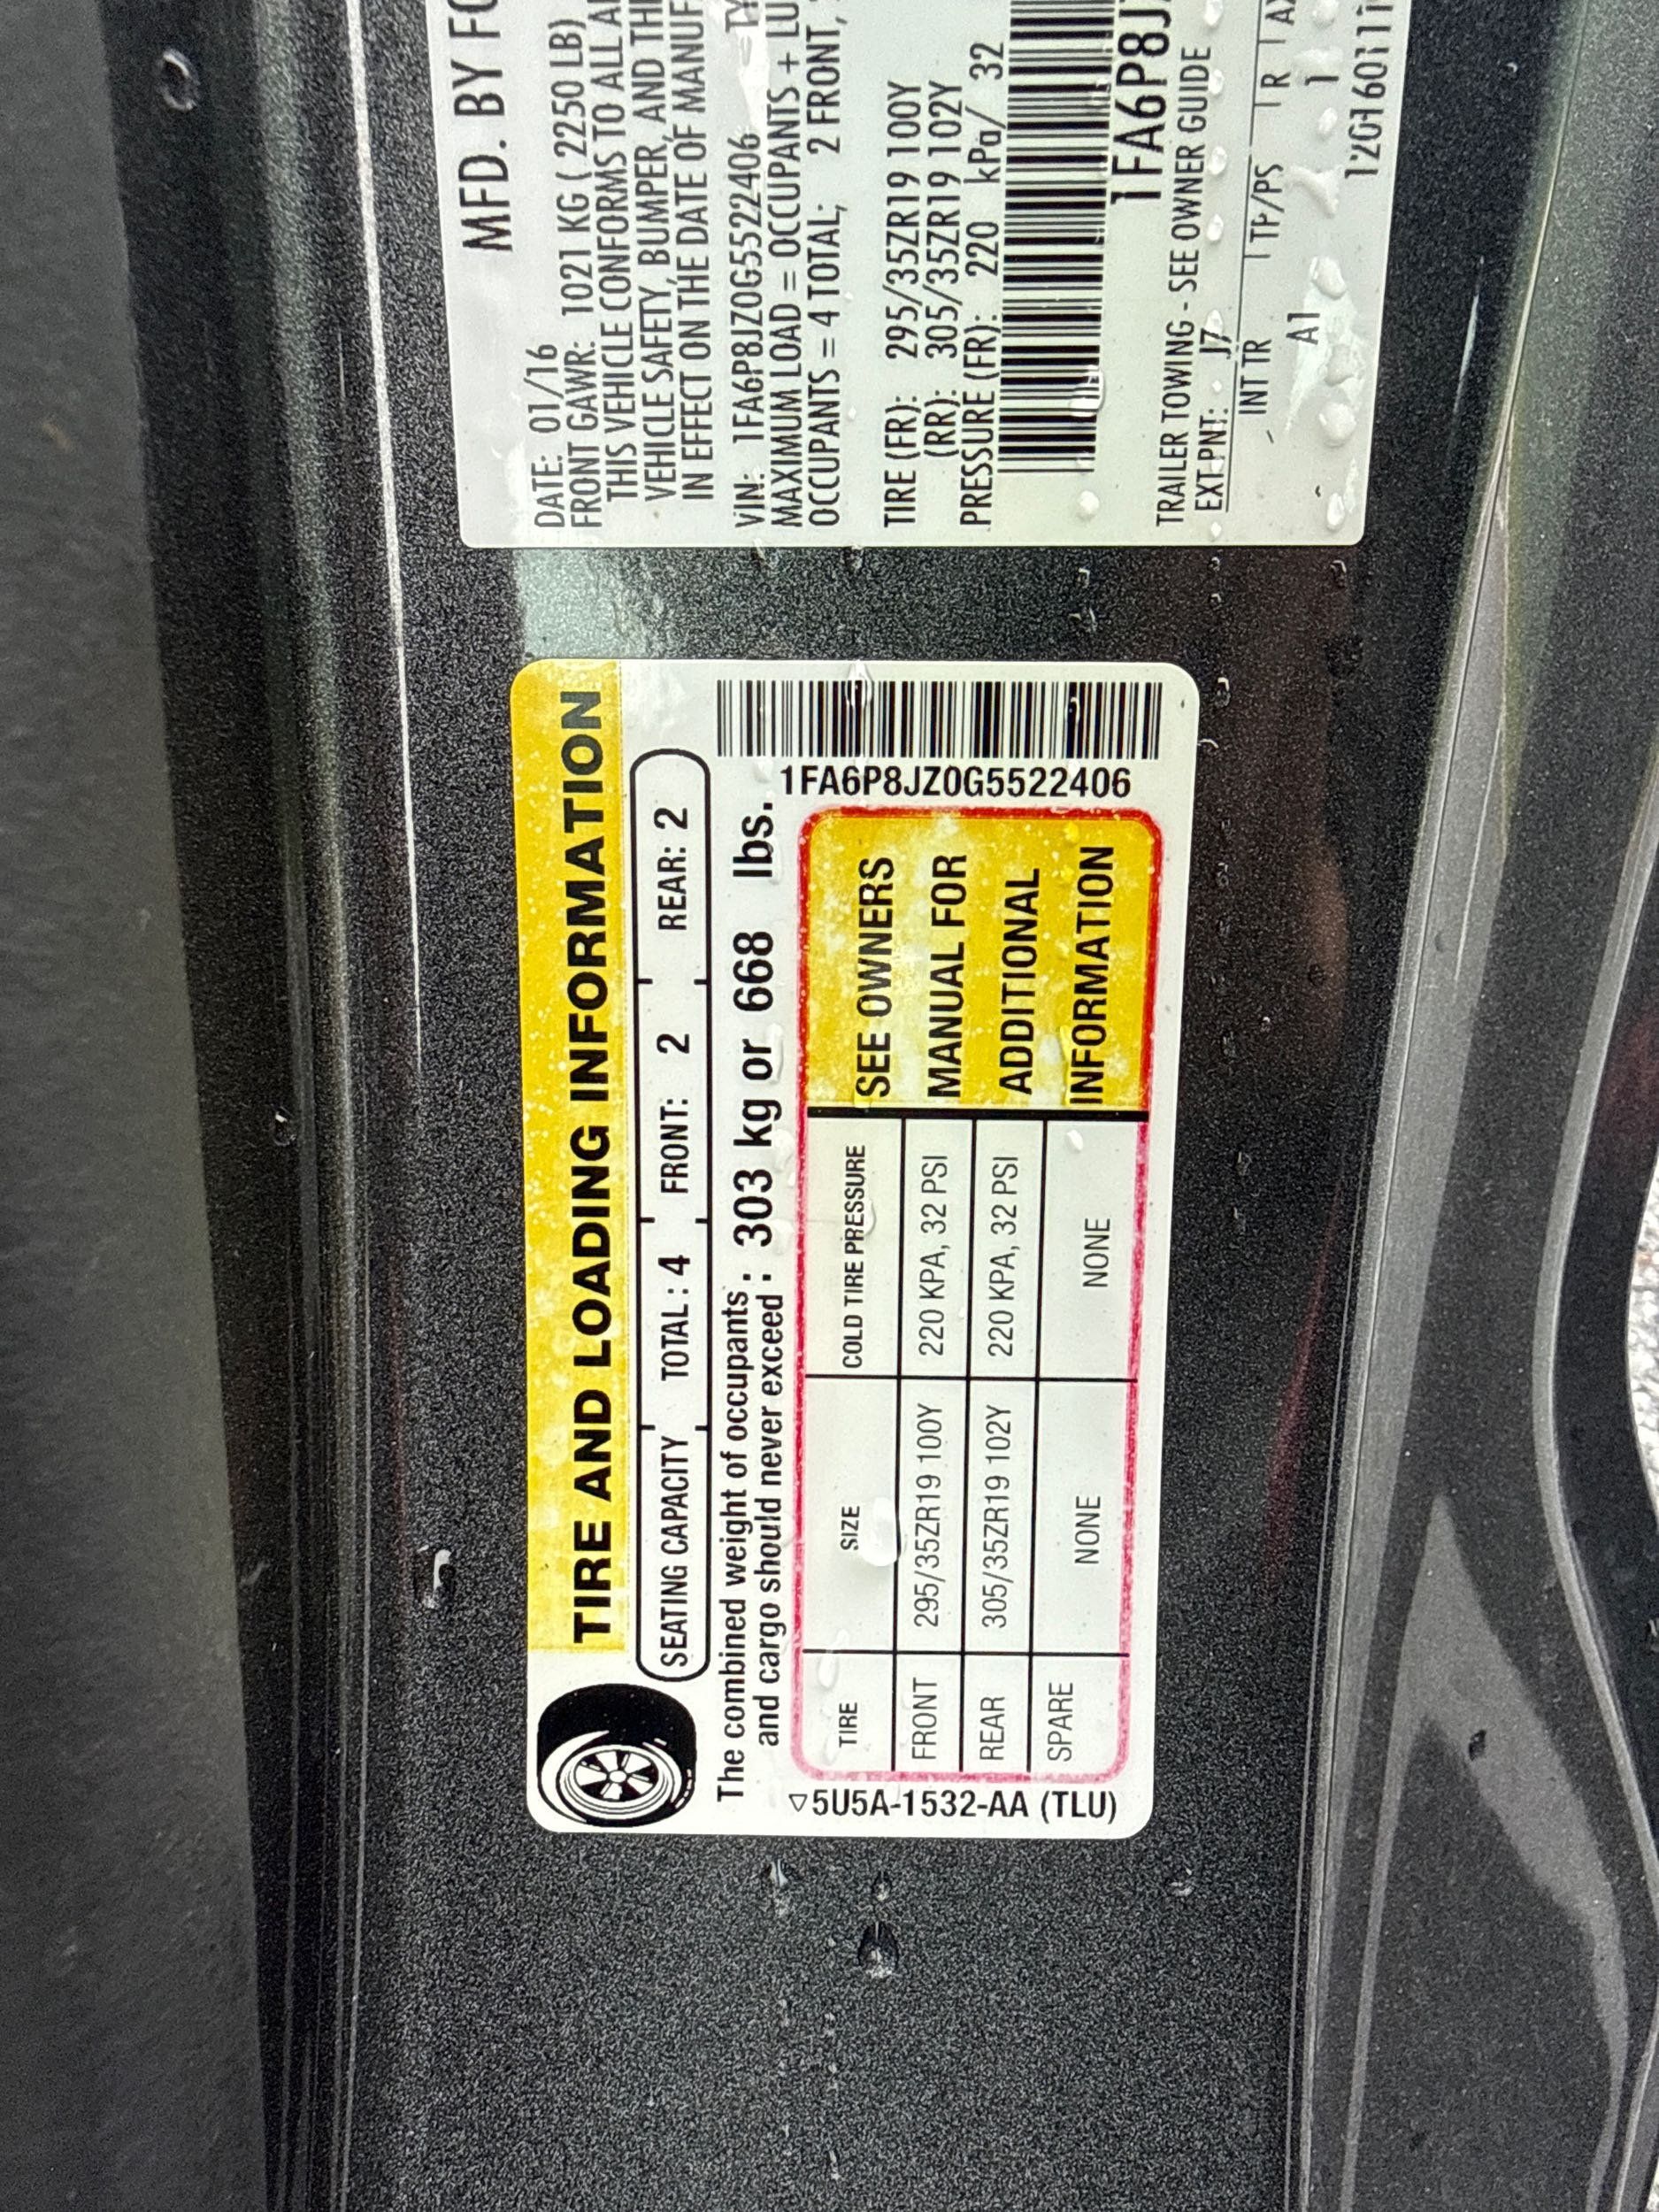 TIRE AND LOADING INFORMATION
SEATING CAPACITY TOTAL : 4 FRONT: 2 REAR: 2
The combined weight of occupants
and cargo should never exceed : 303 kg or 668 lbs.
TIRE SIZE COLD TIRE PRESSURE
FRONT 295/35ZR19 100Y 220 KPA, 32 PSI
REAR 305/35ZR19 102Y 220 KPA, 32 PSI
SPARE NONE NONE
SEE OWNERS
MANUAL FOR
ADDITIONAL
INFORMATION
5U5A-1532-AA (TLU)
1FA6P8JZ0G5522406
MFD. BY
DATE: 01/16
FRONT GAWR: 1021 KG ( 2250 LB)
THIS VEHICLE CONFORMS TO ALL
VEHICLE SAFETY, BUMPER, AND
IN EFFECT ON THE DATE OF
VIN: 1FA6P8JZ0G5522406
MAXIMUM LOAD = OCCUPANTS +
OCCUPANTS = 4 TOTAL; 2 FRONT,
TIRE (FR): 295/35ZR19 100Y
(RR): 305/35ZR19 102Y
PRESSURE (FR): 220 kPa/ 32
1FA6P8J
TRAILER TOWING - SEE OWNER GUIDE
EXT PNT: J7
INT TR TP/PS R
A1 1